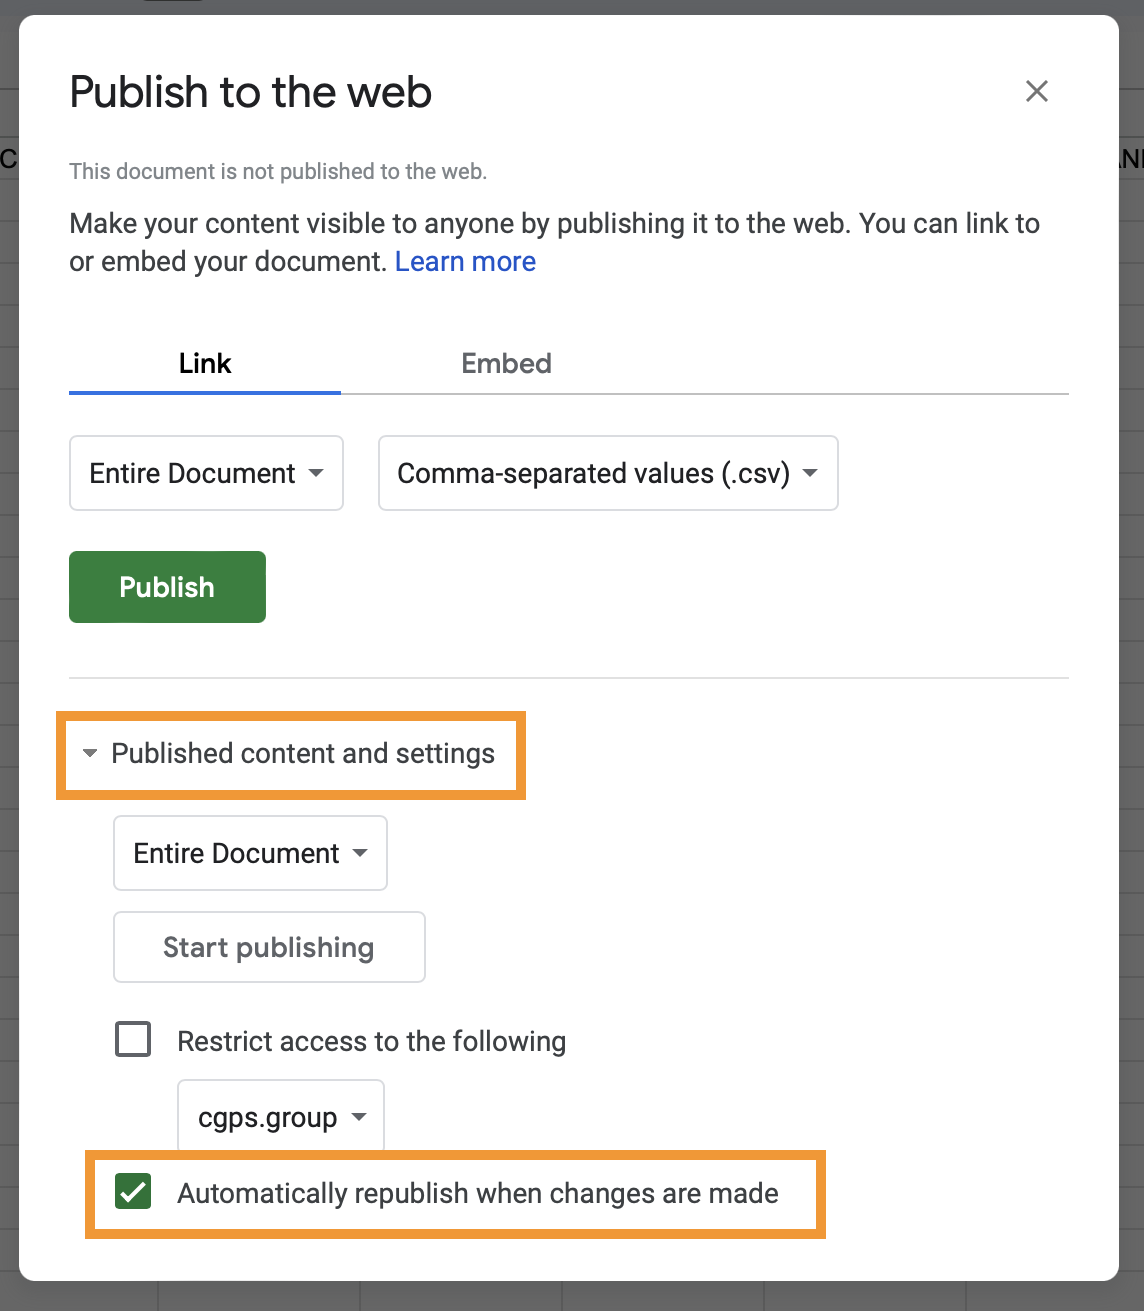 Publish to the web
This document is not published to the web.
Make your content visible to anyone by publishing it to the web. You can link to
or embed your document. Learn more
Link Embed
Entire Document Comma-separated values (.csv)
Publish
Published content and settings
Entire Document
Start publishing
Restrict access to the following
cgps.group
Automatically republish when changes are made